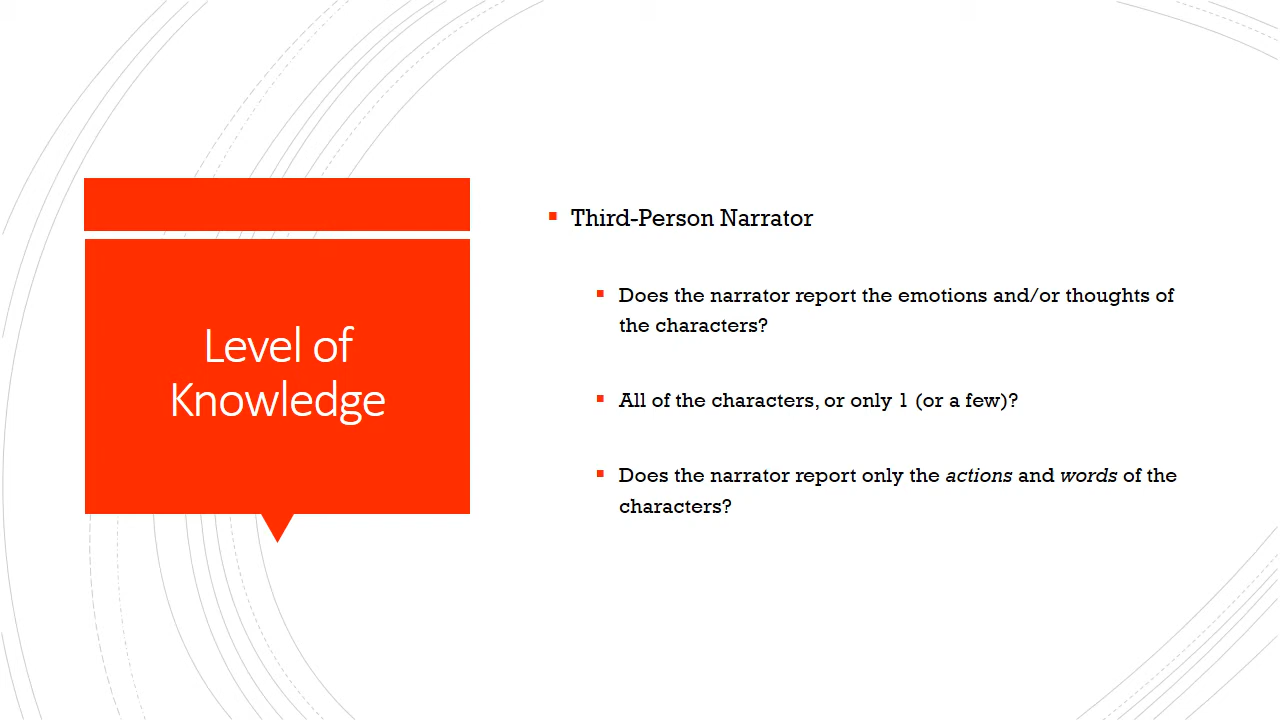 Level of
Knowledge
Third-Person Narrator
Does the narrator report the emotions and/or thoughts of
the characters?
All of the characters, or only 1 (or a few)?
Does the narrator report only the actions and words of the
characters?